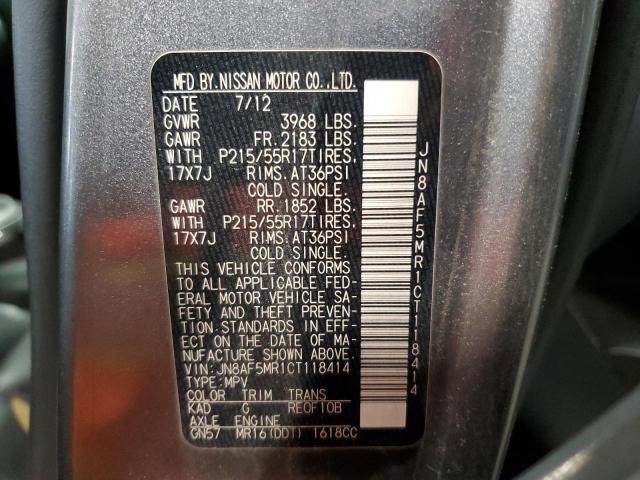 MFD BY.NISSAN MOTOR CO.,LTD.
DATE 7/12
GVWR 3968 LBS.
GAWR FR.2183 LBS.
WITH P215/55R17TIRES,
17X7J RIMS.AT36PSI
COLD SINGLE.
GAWR RR.1852 LBS.
WITH P215/55R17TIRES,
17X7J RIMS.AT36PSI
COLD SINGLE.
THIS VEHICLE CONFORMS
TO ALL APPLICABLE FED-
ERAL MOTOR VEHICLE SA-
FETY AND THEFT PREVEN-
TION STANDARDS IN EFF-
ECT ON THE DATE OF MA-
NUFACTURE SHOWN ABOVE.
VIN: JN8AF5MR1CT118414
TYPE:MPV
COLOR TRIM TRANS
KAD G RE0F10B
AXLE ENGINE
GN57 MR16(DDT) 1618CC
JN8AF5MR1CT118414